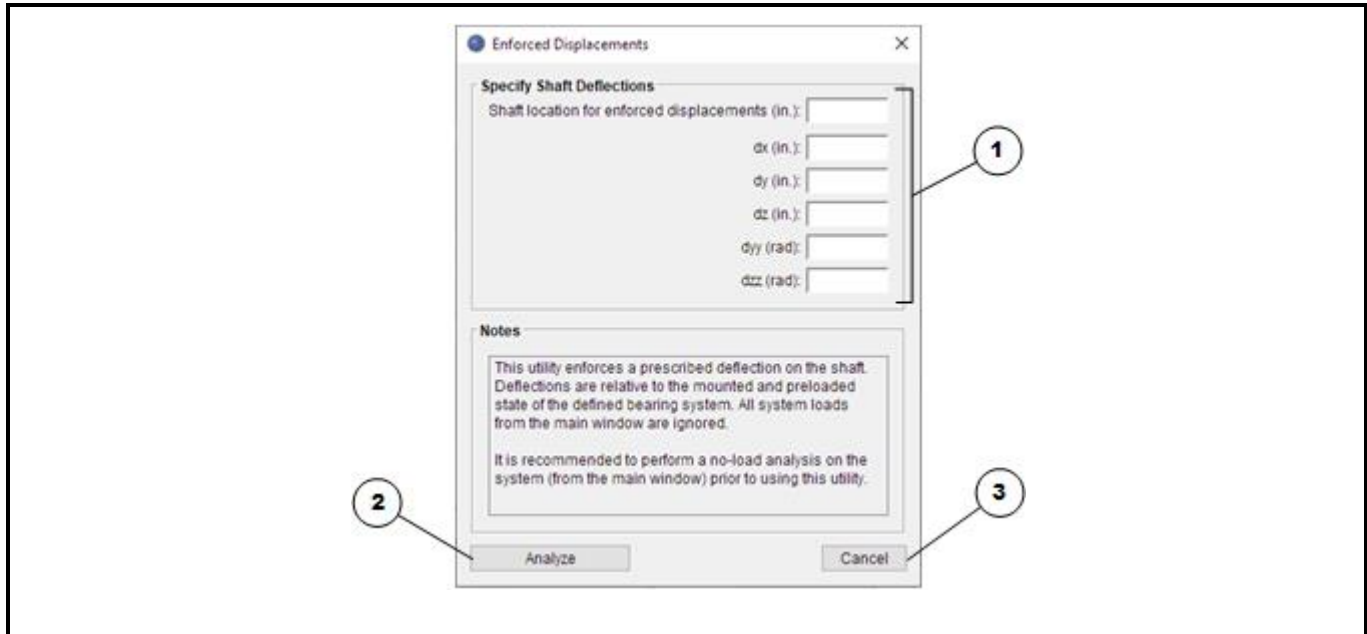 Enforced Displacements
Specify Shaft Deflections
Shaft location for enforced displacements (in.):
dx (in.):
1
dy (in.):
dz (in.):
dyy (rad):
dzz (rad):
Notes
This utility enforces a prescribed deflection on the shaft.
Deflections are relative to the mounted and preloaded
state of the defined bearing system. All system loads
from the main window are ignored.
It is recommended to perform a no-load analysis on the
system (from the main window) prior to using this utility.
2
3
Analyze
Cancel